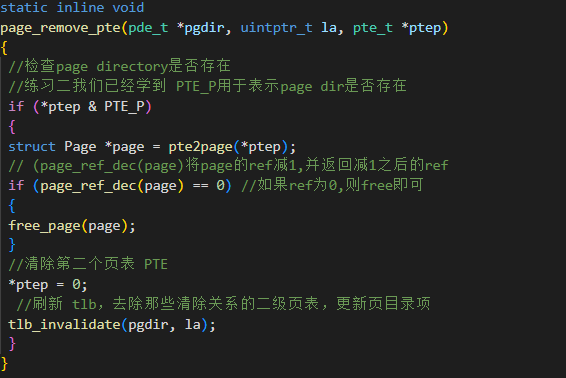 static inline void
page_remove_pte(pde_t *pgdir, uintptr_t la, pte_t *ptep)
{
//检查page directory是否存在
//练习二我们已经学到 PTE_P用于表示page dir是否存在
if (*ptep & PTE_P)
{
struct Page *page = pte2page(*ptep);
// (page_ref_dec(page)将page的ref减1,并返回减1之后的ref
if (page_ref_dec(page) == 0) //如果ref为0,则free即可
{
free_page(page);
}
//清除第二个页表 PTE
*ptep = 0;
//刷新 tlb，去除那些清除关系的二级页表，更新页目录项
tlb_invalidate(pgdir, la);
}
}